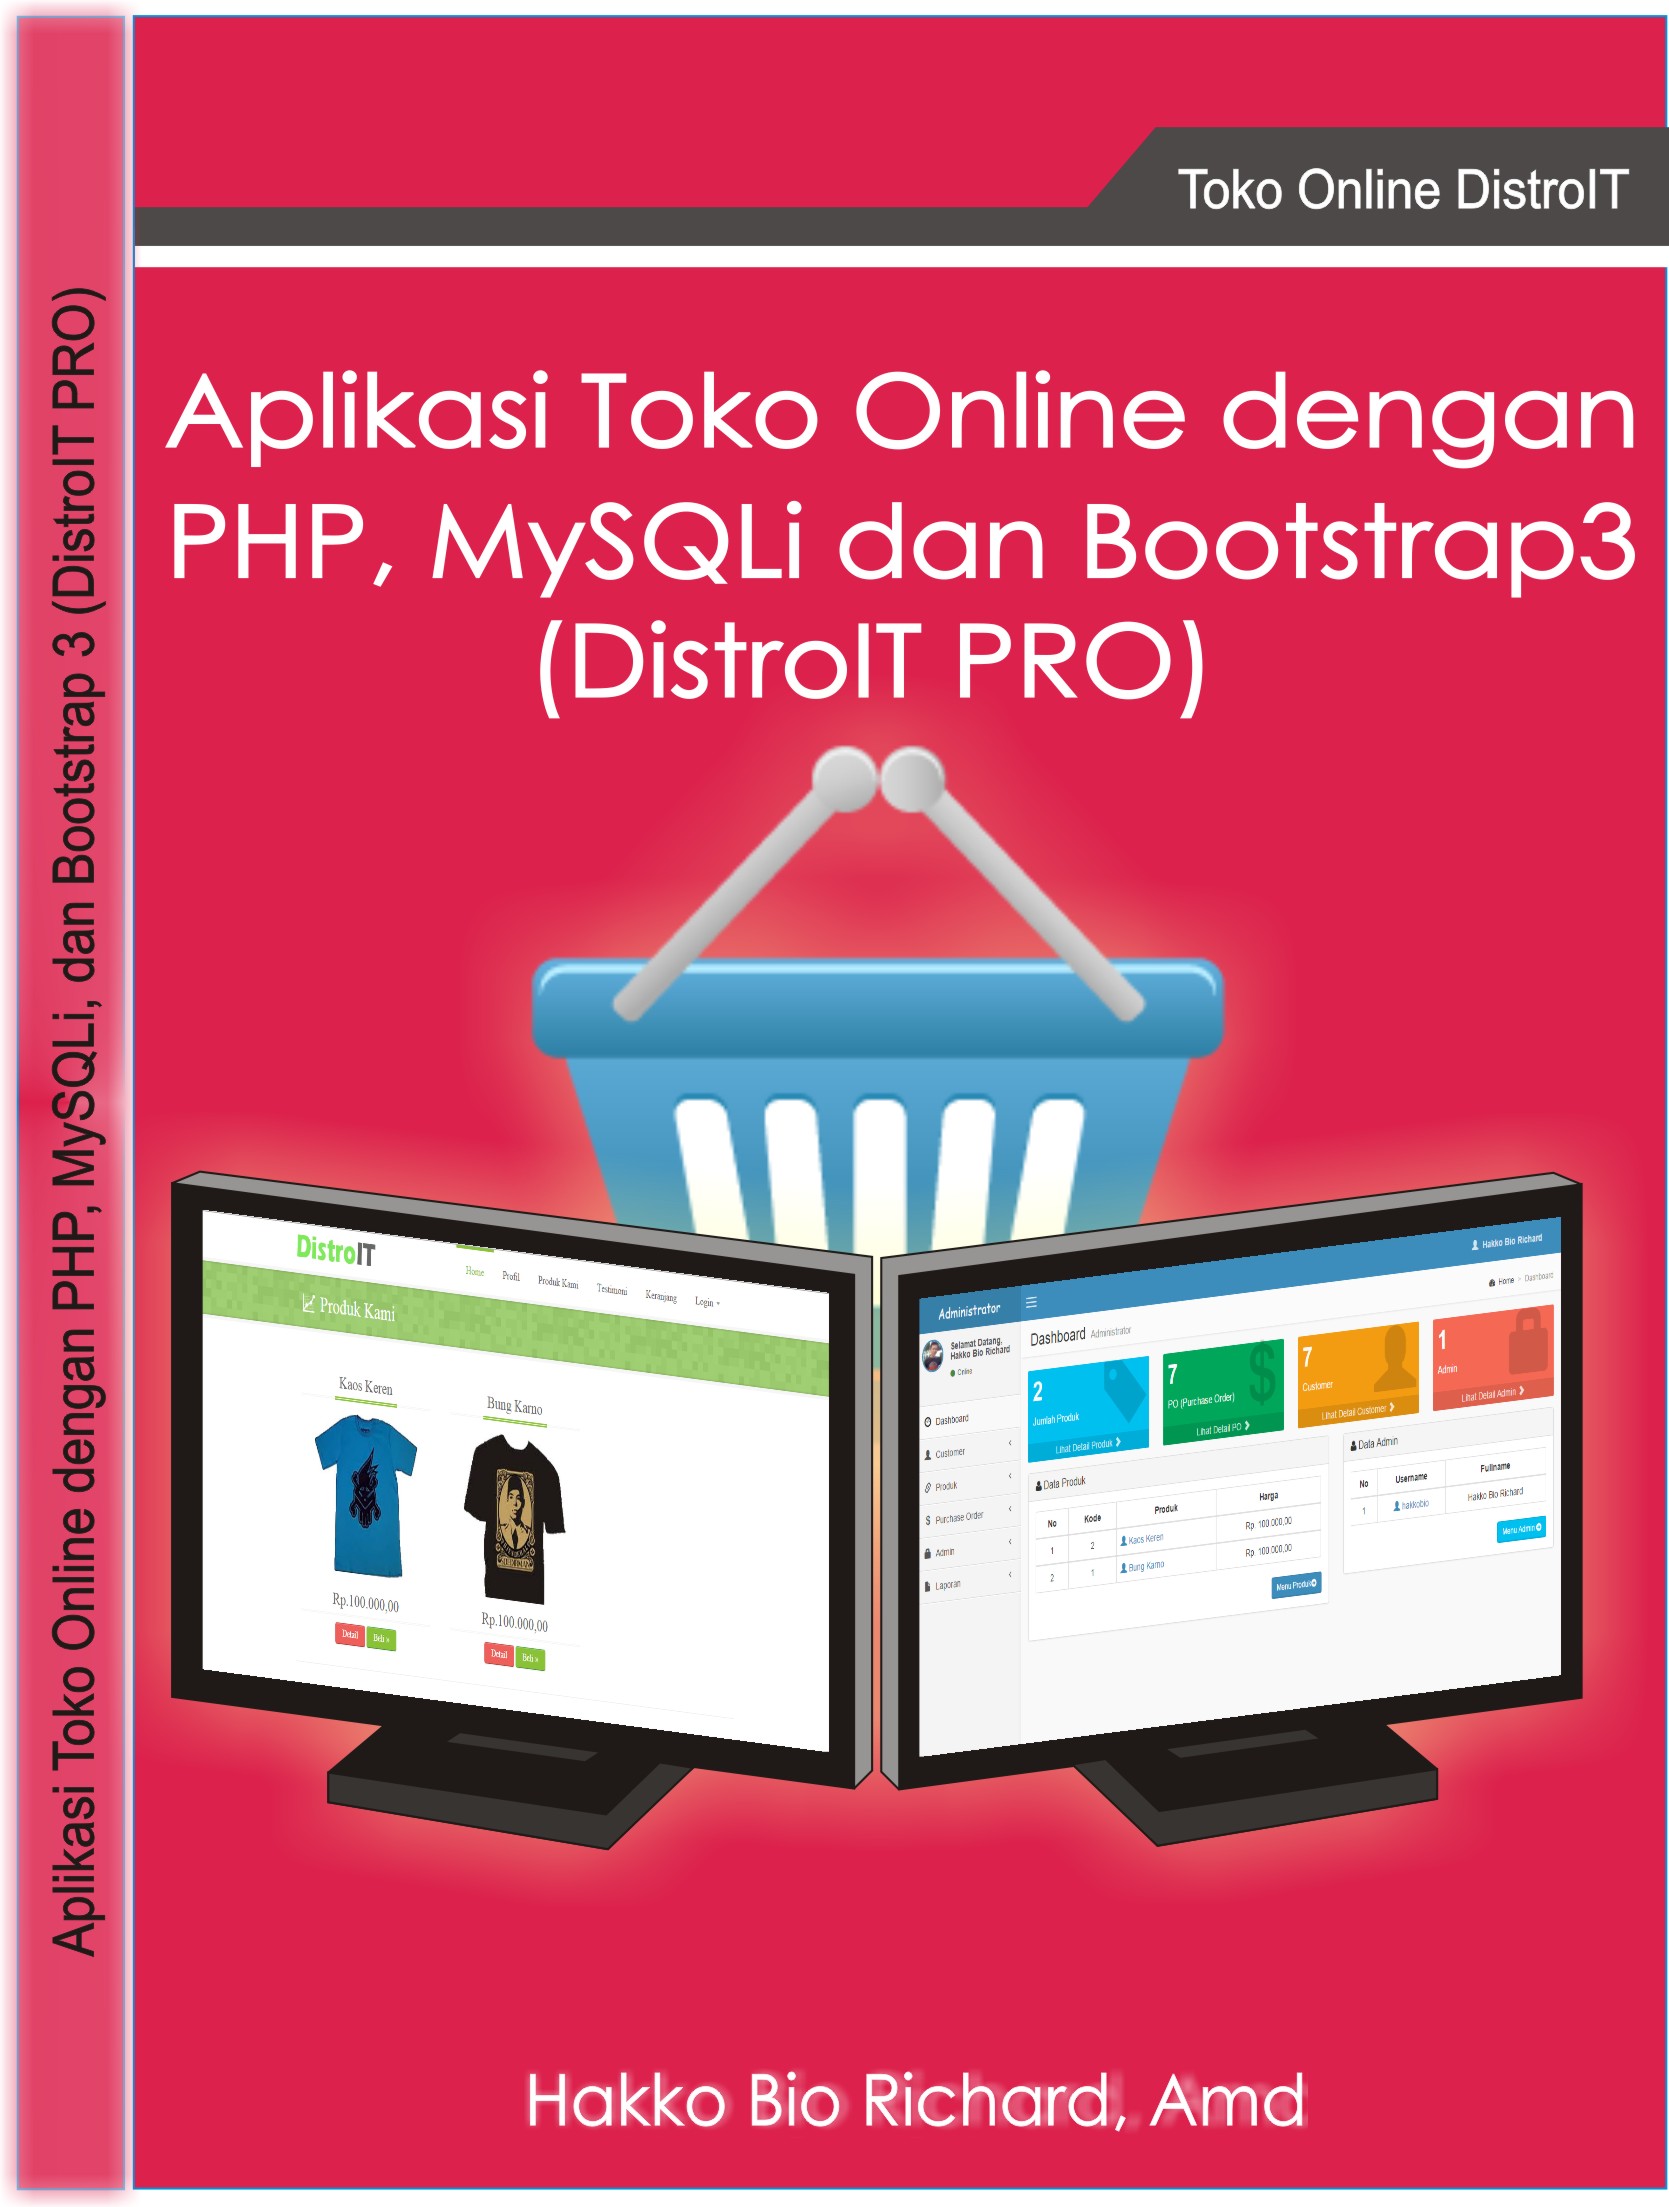 Aplikasi Toko Online dengan PHP, MySQLi, dan Bootstrap 3 (DistroIT PRO)
Toko Online DistroIT
Aplikasi Toko Online dengan
PHP, MySQLi dan Bootstrap3
(DistroIT PRO)
DistroIT
Home Profil Produk Kami Testimoni Keranjang Login
Produk Kami
Kaos Keren
Bung Karno
Rp.100.000,00
Rp.100.000,00
Detail Beli »
Detail Beli »
Hakko Bio Richard
Administrator
Home > Dashboard
Selamat Datang,
Hakko Bio Richard
Online
Dashboard Administrator
Dashboard
Customer
Produk
Purchase Order
Admin
Laporan
2
Jumlah Produk
Lihat Detail Produk
7
PO (Purchase Order)
Lihat Detail PO
7
Customer
Lihat Detail Customer
1
Admin
Lihat Detail Admin
Data Produk
No Kode Produk Harga
1 2 Kaos Keren Rp. 100.000,00
2 1 Bung Karno Rp. 100.000,00
Menu Produk
Data Admin
No Username Fullname
1 hakkobio Hakko Bio Richard
Menu Admin
Hakko Bio Richard, Amd